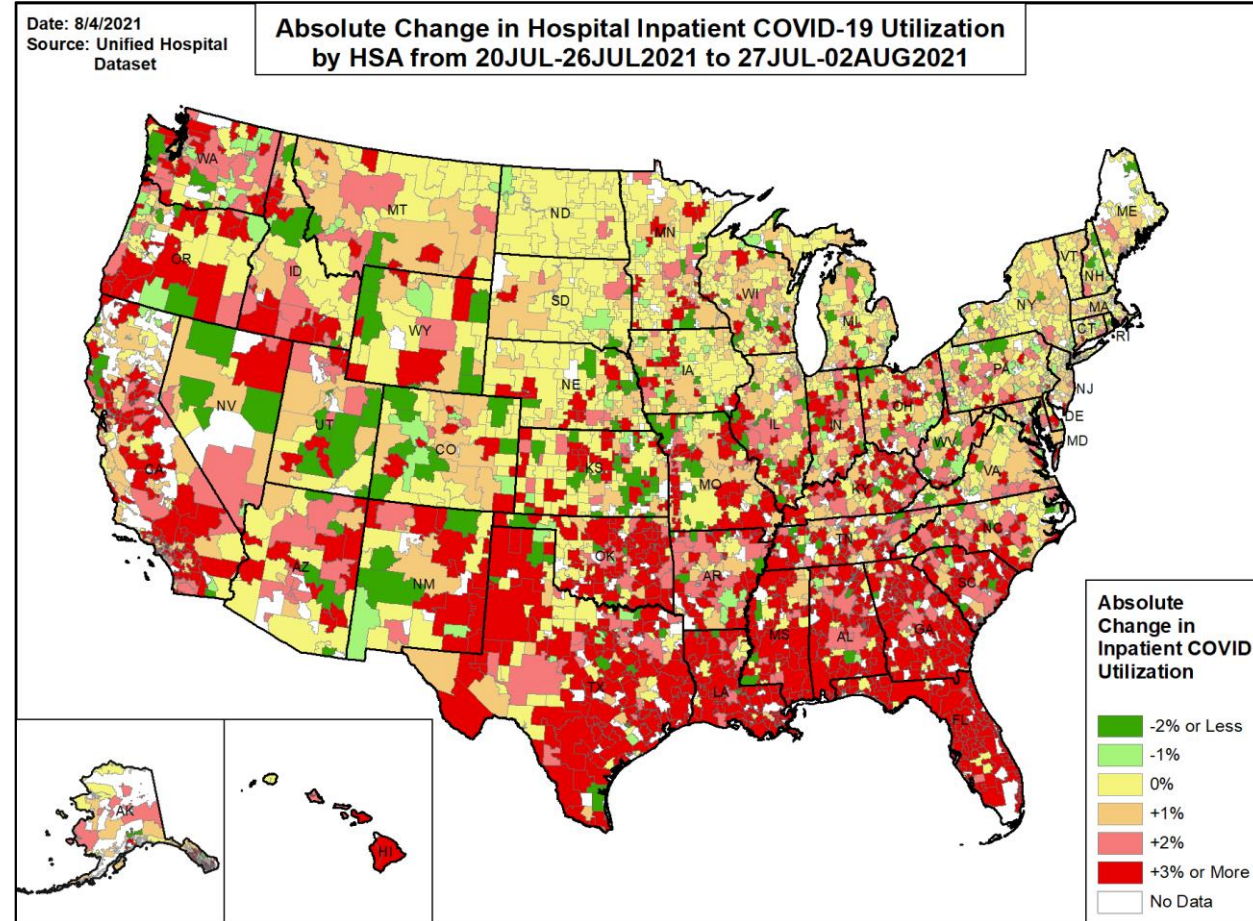 Date: 8/4/2021
Source: Unified Hospital
Dataset
Absolute Change in Hospital Inpatient COVID-19 Utilization
by HSA from 20JUL-26JUL2021 to 27JUL-02AUG2021
WA
MT
ND
MN
ME
OR
ID
SD
WI
VT
NH
WY
MI
NY
MA
CT
RI
NE
IA
PA
NJ
NV
UT
CO
IL
IN
OH
DE
MD
CA
KS
MO
WV
VA
KY
AZ
NM
OK
AR
TN
NC
SC
MS
AL
GA
TX
LA
FL
AK
HI
Absolute
Change in
Inpatient COVID
Utilization
-2% or Less
-1%
0%
+1%
+2%
+3% or More
No Data